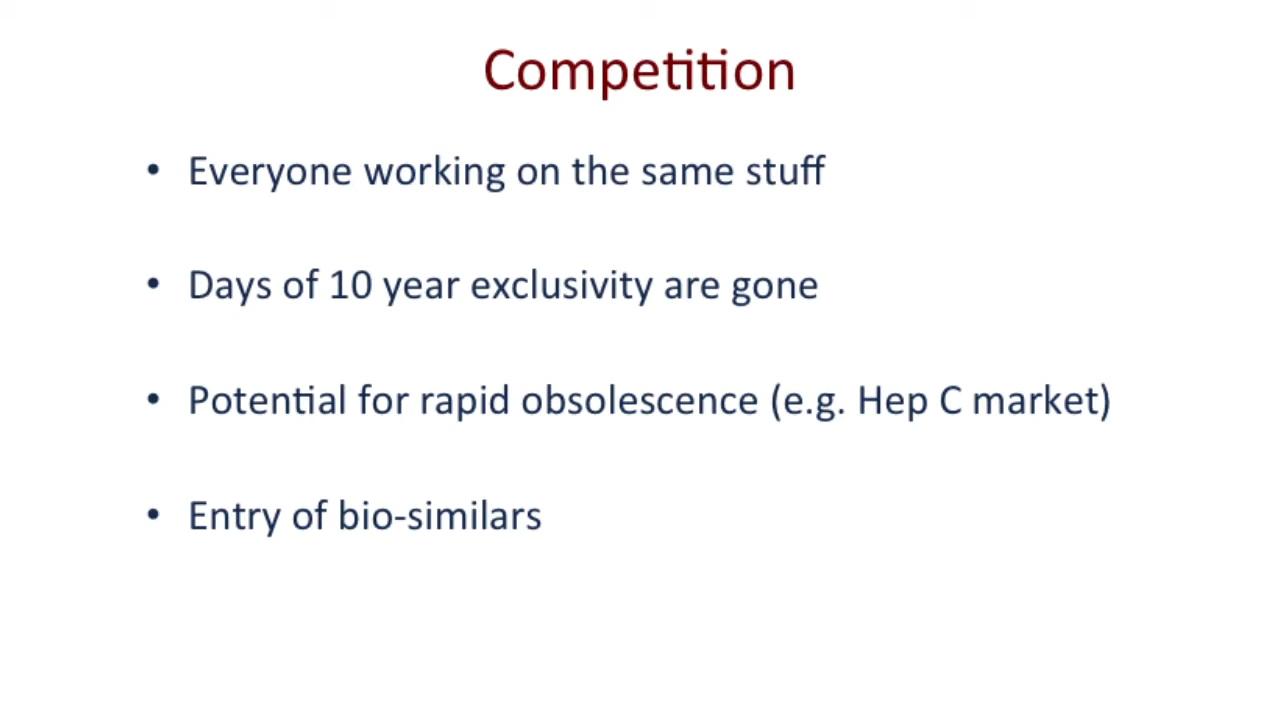 Competition
• Everyone working on the same stuff
• Days of 10 year exclusivity are gone
• Potential for rapid obsolescence (e.g. Hep C market)
• Entry of bio-similars